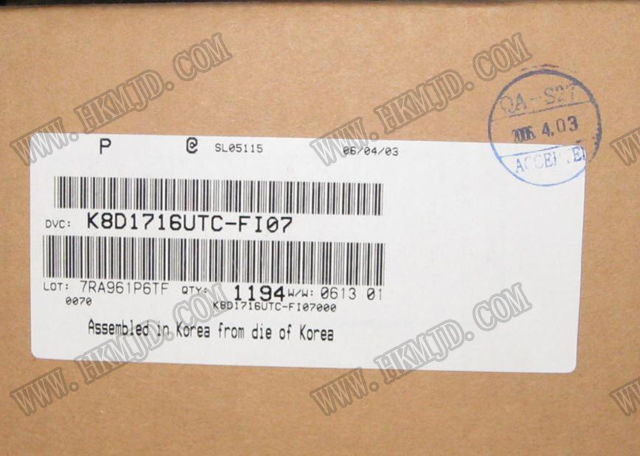 WWW.HKMJD.COM WWW.HKMJD.COM WWW.HKMJD.COM
QA-S27
2006.4.03
ACCEPTED
P @ SL05115 06/04/03
DVC: K8D1716UTC-FI07
LOT: 7RA961P6TF QTY: 1194 W/W: 0613 01
0070 K8D1716UTC-FI07000
Assembled in Korea from die of Korea
WWW.HKMJD.COM WWW.HKMJD.COM WWW.HKMJD.COM